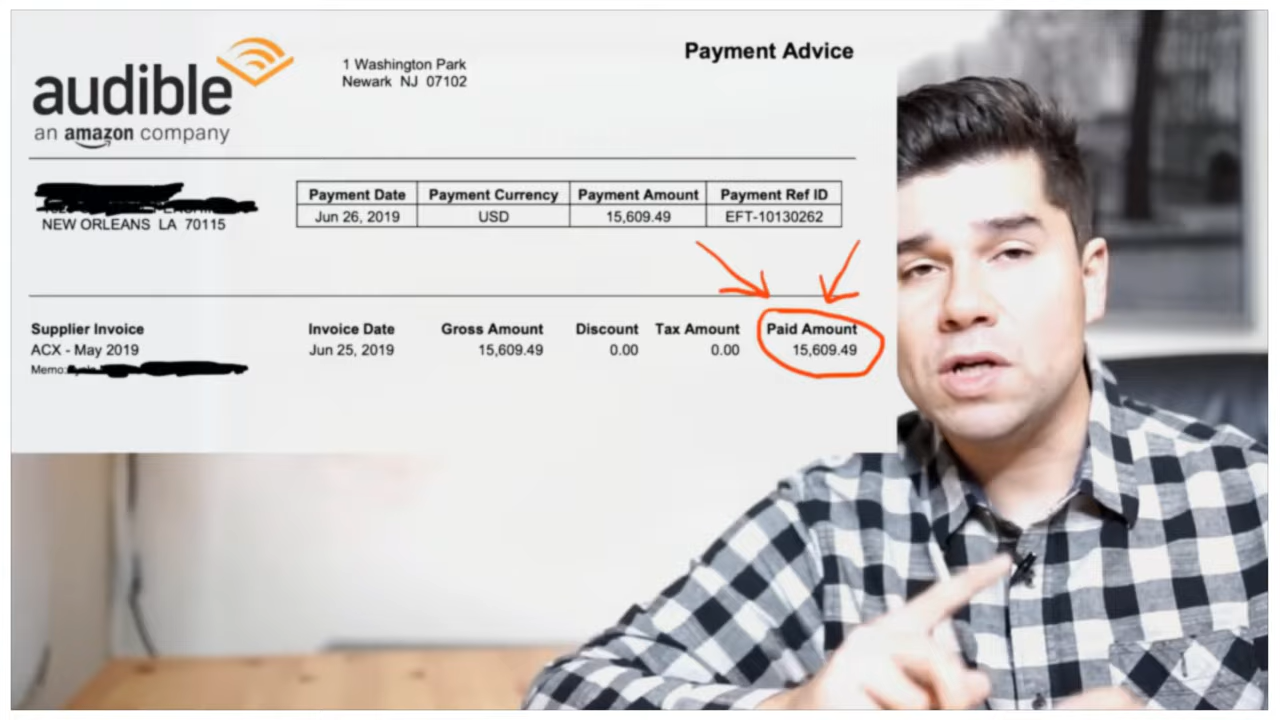 audible
an amazon company
1 Washington Park
Newark NJ 07102
Payment Advice
NEW ORLEANS LA 70115
Payment Date Payment Currency Payment Amount Payment Ref ID
Jun 26, 2019 USD 15,609.49 EFT-10130262
Supplier Invoice Invoice Date Gross Amount Discount Tax Amount Paid Amount
ACX - May 2019 Jun 25, 2019 15,609.49 0.00 0.00 15,609.49
Memo: